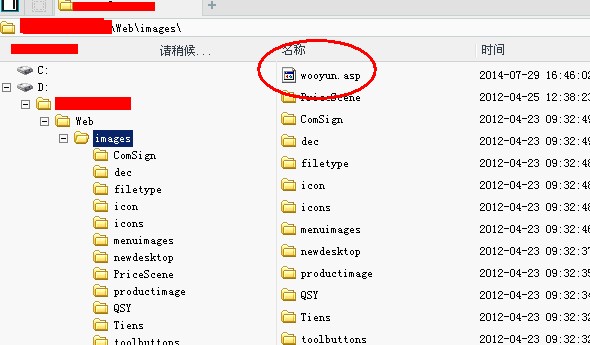 \Web\images\
请稍候... 名称 时间
C: wooyun.asp 2014-07-29 16:46:02
D: PriceScene 2012-04-25 12:38:23
ComSign 2012-04-23 09:32:49
Web dec 2012-04-23 09:32:49
images filetype 2012-04-23 09:32:48
ComSign icon 2012-04-23 09:32:49
dec icons 2012-04-23 09:32:48
filetype menuimages 2012-04-23 09:32:46
icon newdesktop 2012-04-23 09:32:37
icons productimage 2012-04-23 09:32:35
menuimages QSY 2012-04-23 09:32:34
newdesktop Tiens 2012-04-23 09:32:32
PriceScene toolbuttons 2012-04-23 09:32:32
productimage
QSY
Tiens
toolbuttons